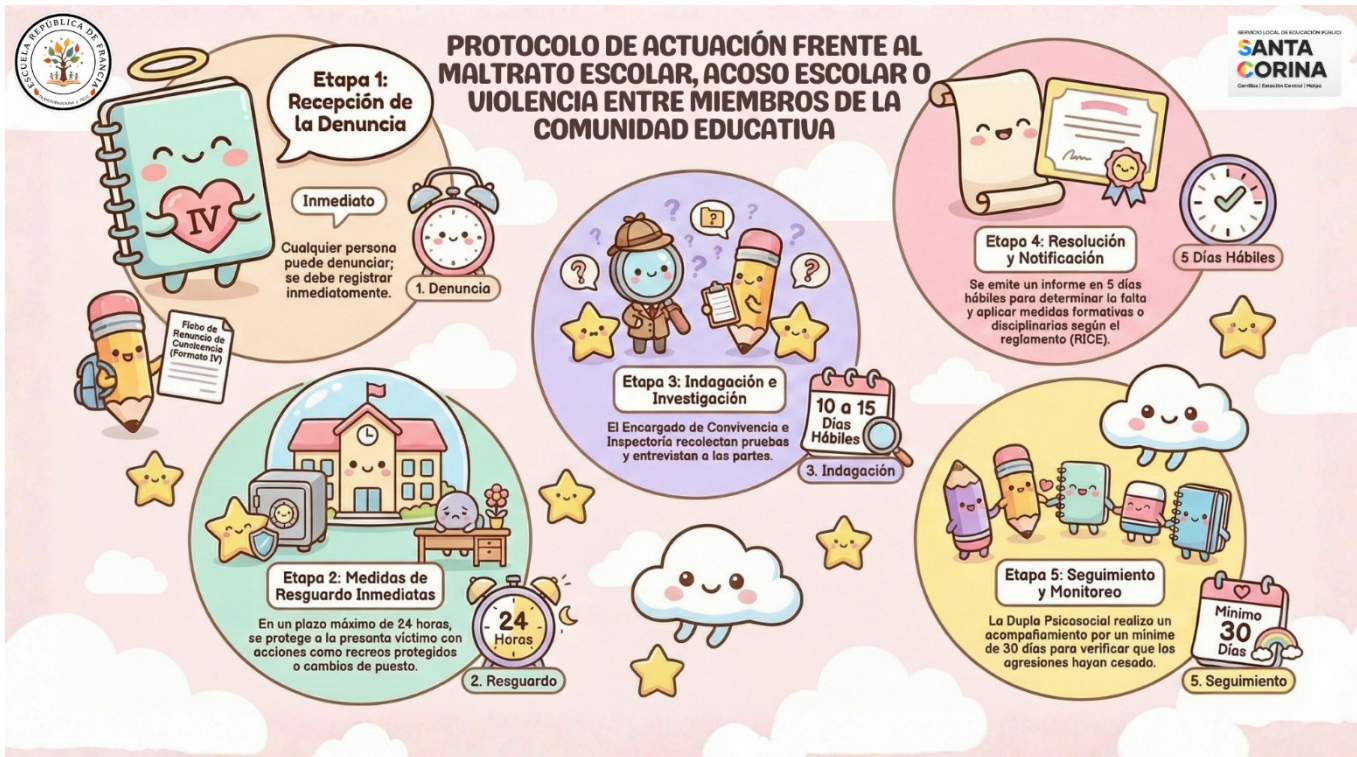 ESCUELA REPÚBLICA DE FRANCIA
PROTOCOLO DE ACTUACIÓN FRENTE AL
MALTRATO ESCOLAR, ACOSO ESCOLAR O
VIOLENCIA ENTRE MIEMBROS DE LA
COMUNIDAD EDUCATIVA
SERVICIO LOCAL DE EDUCACIÓN PÚBLICA
SANTA
CORINA
Cerrillos | Estación Central | Maipú
Etapa 1:
Recepción de
la Denuncia
IV
Inmediato
Cualquier persona
puede denunciar;
se debe registrar
inmediatomente.
1. Denuncia
Ficho de
Renuncio de
Cuncicencia
(Formato IV)
Etapa 2: Medidas de
Resguardo Inmediatas
En un plazo máximo de 24 horas,
se protege a la presanta víctimo con
acciones como recreos protegidos
o cambios de puesto.
24
Horas
2. Resguardo
? ? ? ? ? ? ? ?
Etapa 3: Indagación e
Investigación
El Encargado de Convivencia e
Inspectoría recolectan pruebas
y entrevistan a las partes.
10 a 15
Días
Hábiles
3. Indagación
Etapa 4: Resolución
y Notificación
5 Días Hábiles
Se emite un informe en 5 días
hábiles para determinar la falta
y aplicar medidas formativas o
disciplinarias según el
reglamento (RICE).
Etapa 5: Seguimiento
y Monitoreo
La Dupla Psicosocial realizo un
acompañamiento por un mínime
de 30 días para verificar que los
agresiones hayan cesado.
Mínimo
30
Días
5. Seguimiento